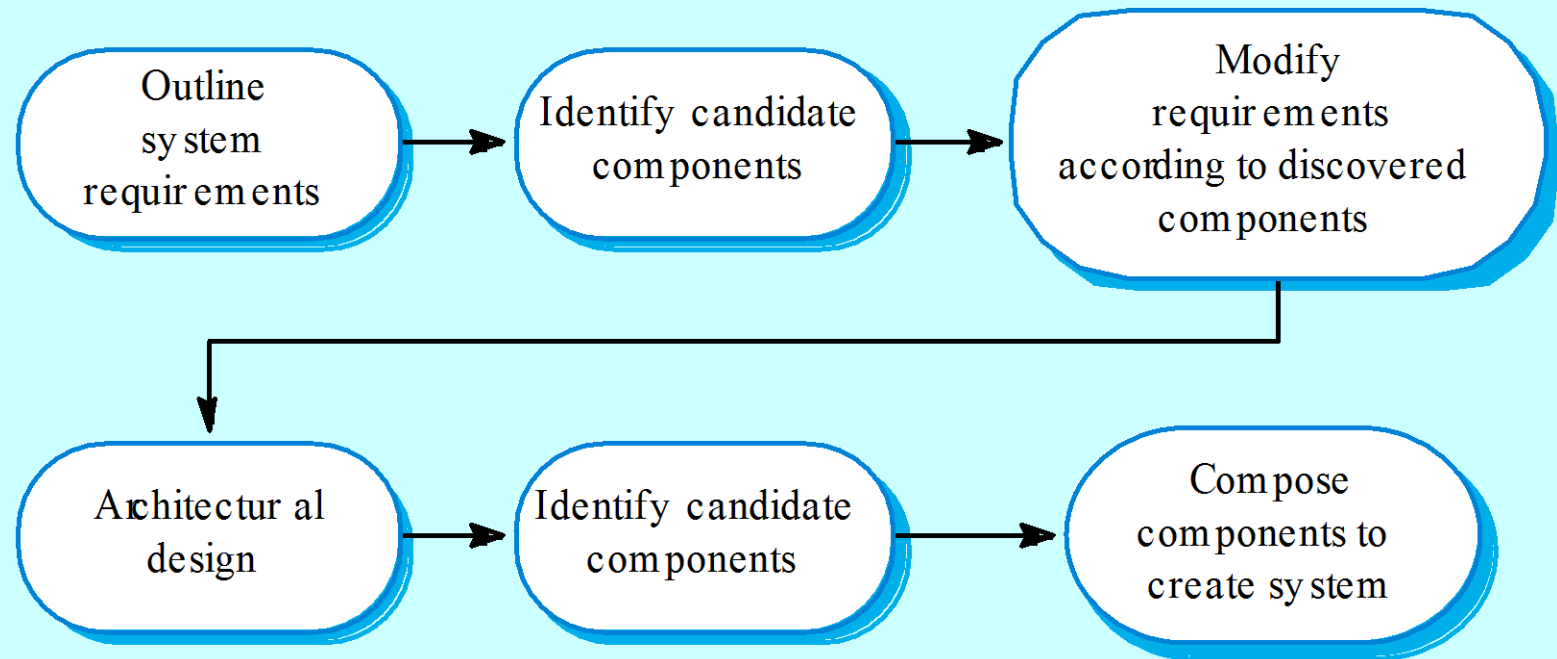 Outline
system
requirements
Identify candidate
components
Modify
requirements
according to discovered
components
Architectural
design
Identify candidate
components
Compose
components to
create system